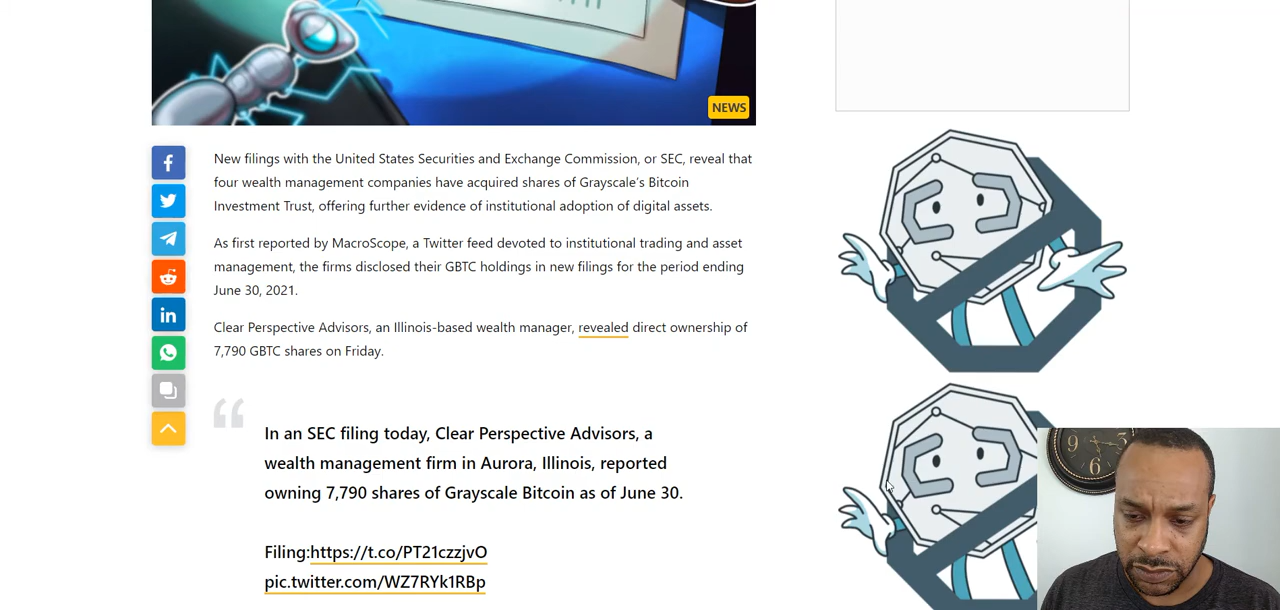 NEWS
New filings with the United States Securities and Exchange Commission, or SEC, reveal that
four wealth management companies have acquired shares of Grayscale's Bitcoin
Investment Trust, offering further evidence of institutional adoption of digital assets.
As first reported by MacroScope, a Twitter feed devoted to institutional trading and asset
management, the firms disclosed their GBTC holdings in new filings for the period ending
June 30, 2021.
Clear Perspective Advisors, an Illinois-based wealth manager, revealed direct ownership of
7,790 GBTC shares on Friday.
In an SEC filing today, Clear Perspective Advisors, a
wealth management firm in Aurora, Illinois, reported
owning 7,790 shares of Grayscale Bitcoin as of June 30.
Filing:https://t.co/PT21czzjvO
pic.twitter.com/WZ7RYk1RBp
9 3
6